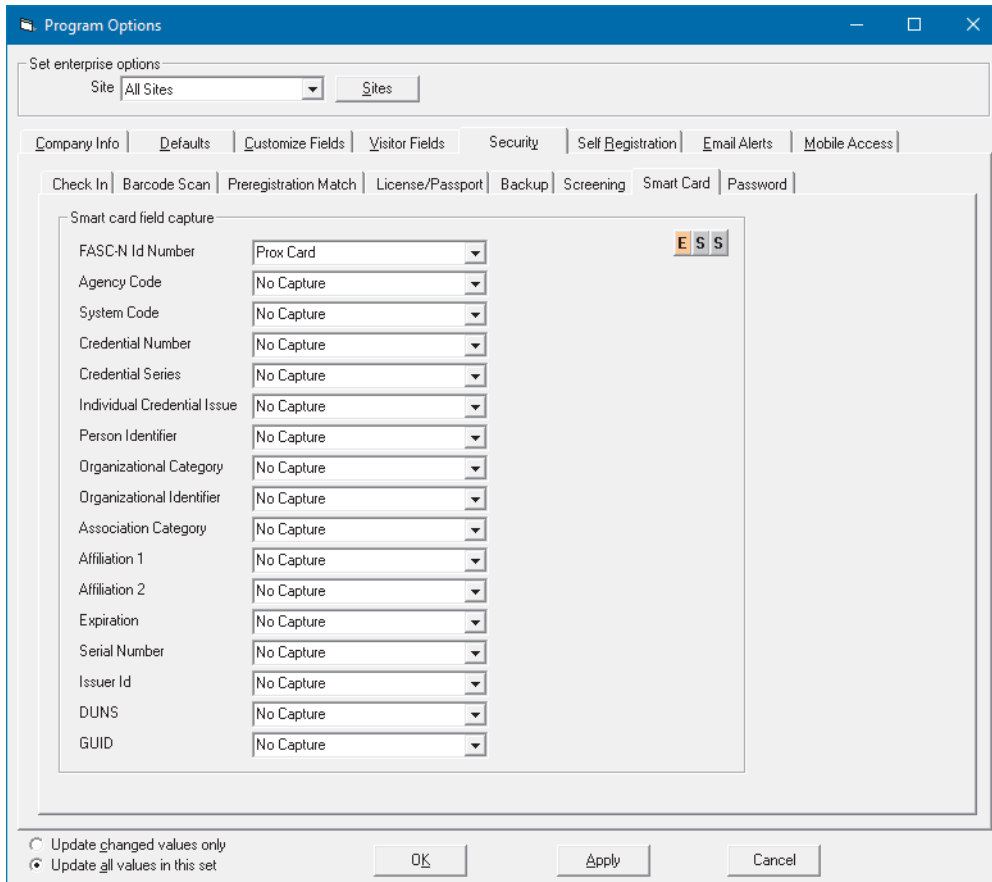 Program Options
Set enterprise options
Site All Sites Sites
Company Info Defaults Customize Fields Visitor Fields Security Self Registration Email Alerts Mobile Access
Check In Barcode Scan Preregistration Match License/Passport Backup Screening Smart Card Password
Smart card field capture
E S S
FASC-N Id Number Prox Card
Agency Code No Capture
System Code No Capture
Credential Number No Capture
Credential Series No Capture
Individual Credential Issue No Capture
Person Identifier No Capture
Organizational Category No Capture
Organizational Identifier No Capture
Association Category No Capture
Affiliation 1 No Capture
Affiliation 2 No Capture
Expiration No Capture
Serial Number No Capture
Issuer Id No Capture
DUNS No Capture
GUID No Capture
Update changed values only
Update all values in this set
OK Apply Cancel